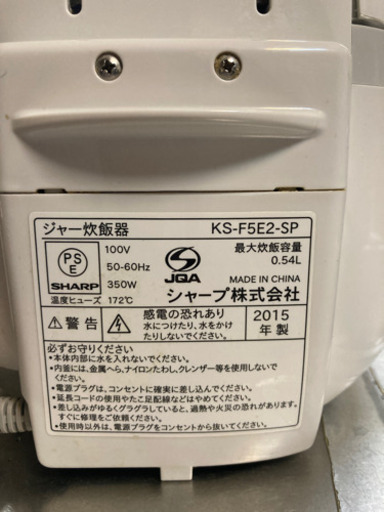 ジャー炊飯器 KS-F5E2-SP
PS
E
SHARP
100V
50-60Hz
350W
温度ヒューズ 172℃
JQA
最大炊飯容量
0.54L
MADE IN CHINA
シャープ株式会社
⚠警告
感電の恐れあり
水につけたり、水をかけ
たりしないでください。
2015
年製
必ずお守りください
•本体内部に水を入れないでください。
•内釜には、金属へら、ナイロンたわし、クレンザー等を使用しない
でください。
•電源プラグは、コンセントに確実に差し込んでください。
•延長コードの使用やたこ足配線などはやめてください。
•差し込みがゆるくグラグラしていると、過熱や火災の恐れがあります。
すぐに修理をご依頼ください。
•使用時以外は、電源プラグをコンセントから抜いてください。